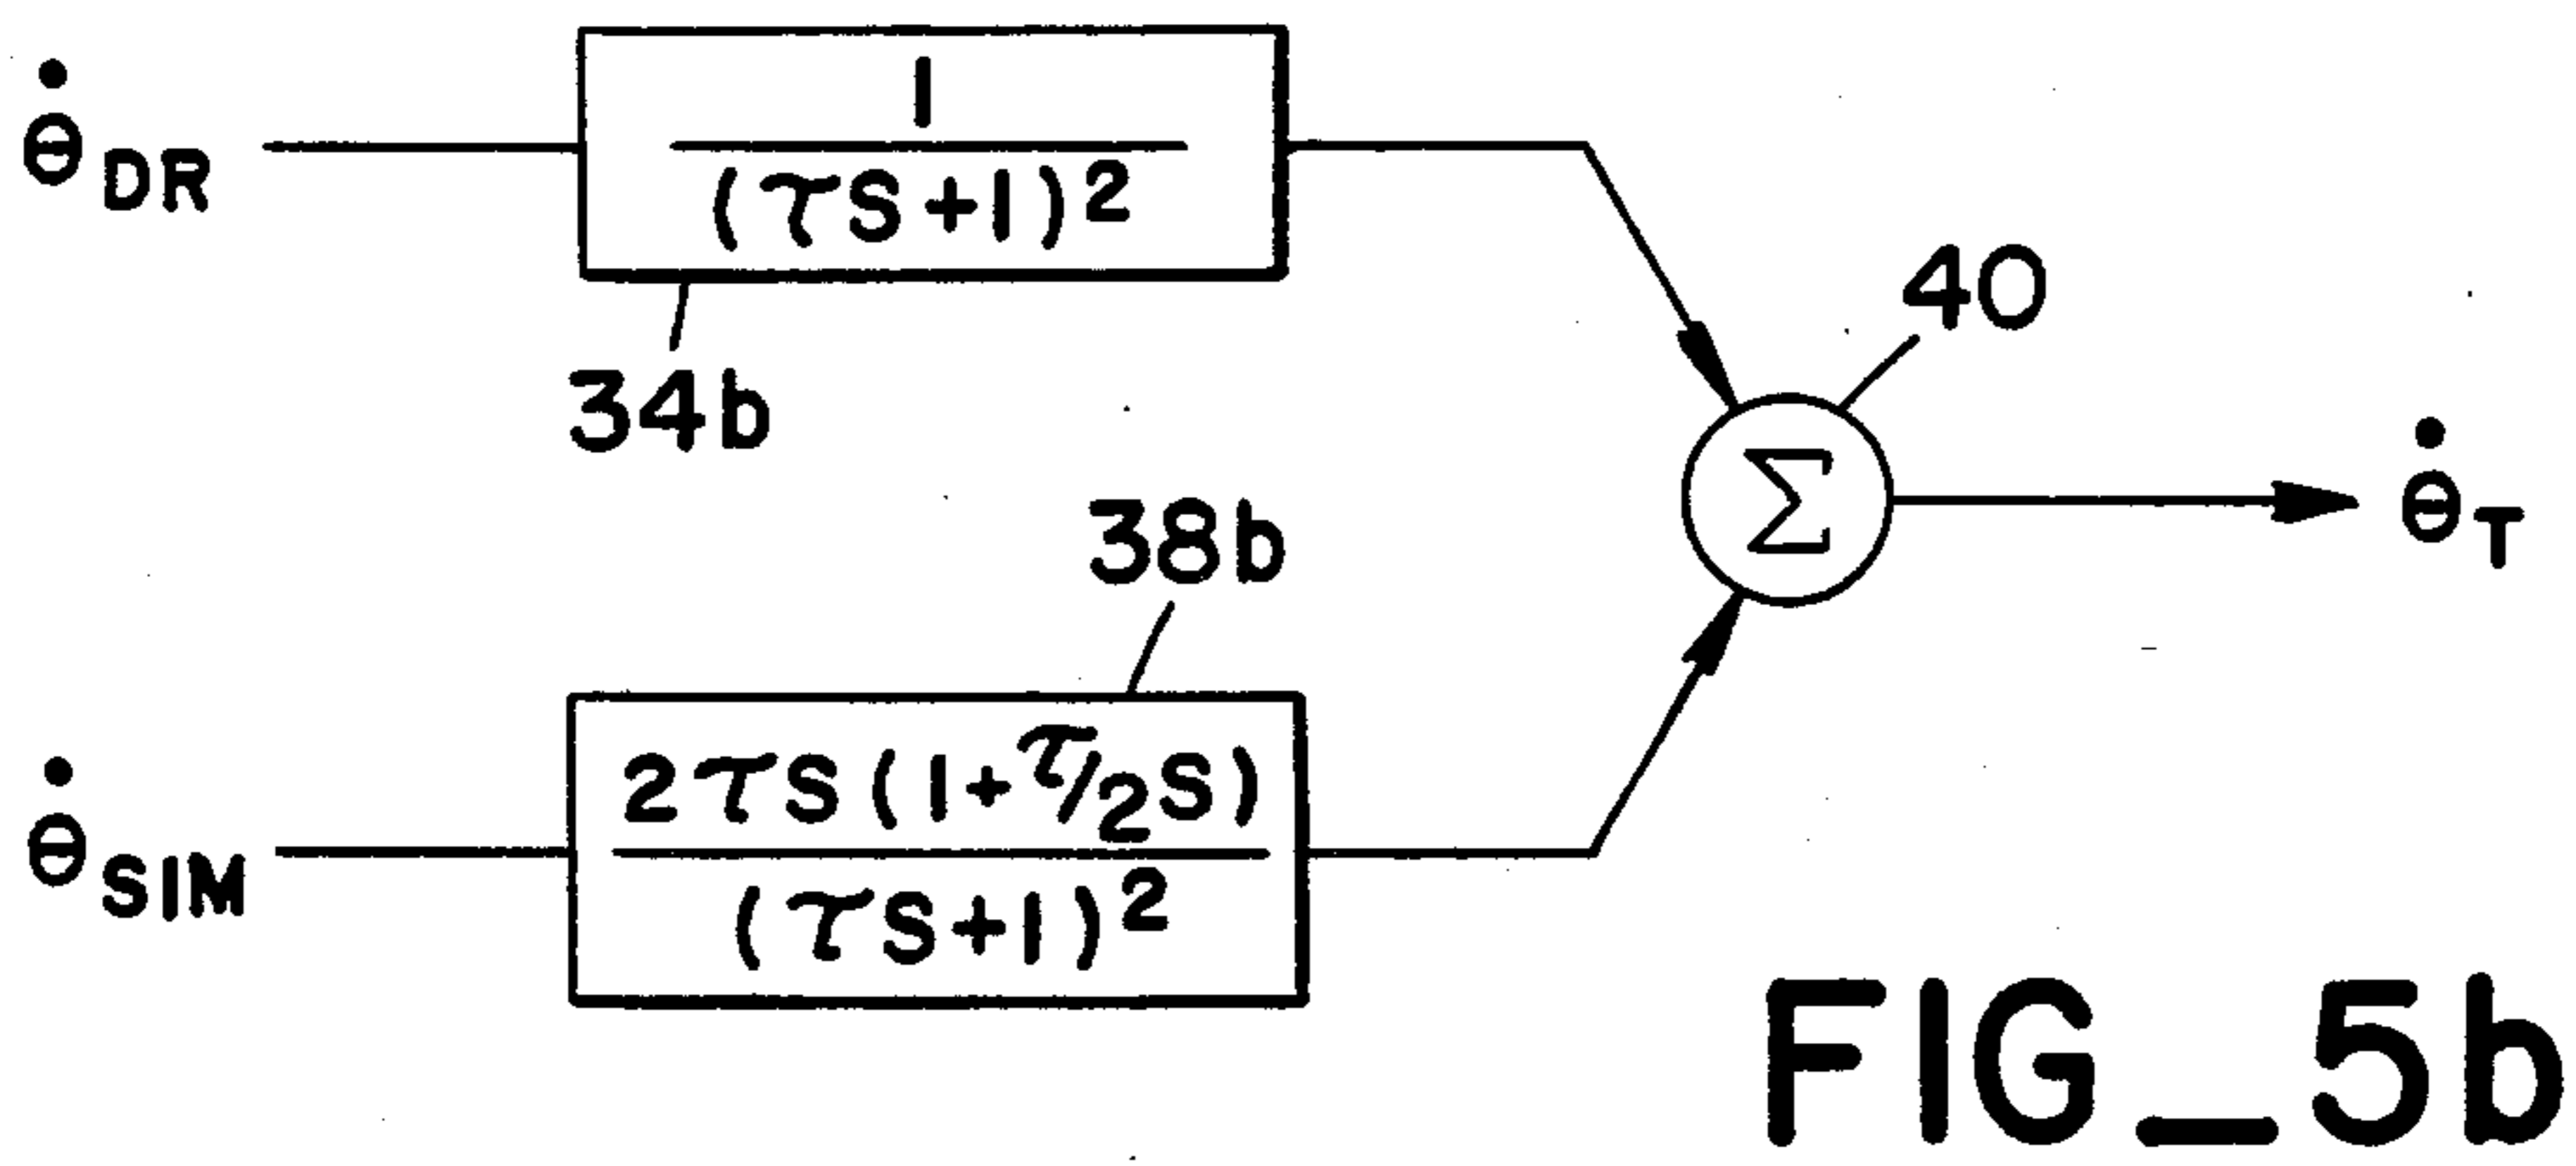 θ̇DR
1
(τS+1)²
34b
40
Σ
θ̇T
38b
θ̇SIM
2τS(1+τ/2S)
(τS+1)²
FIG_5b